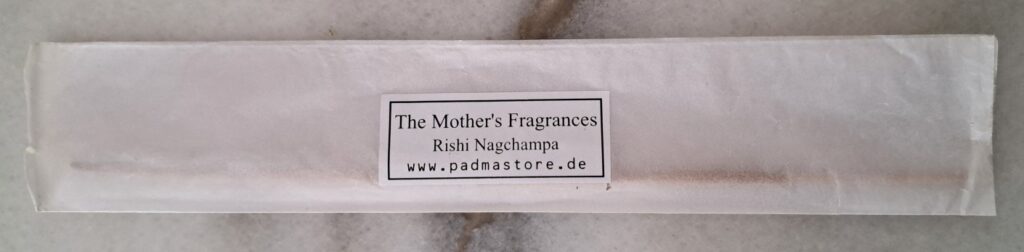 The Mother's Fragrances
Rishi Nagchampa
www.padmastore.de